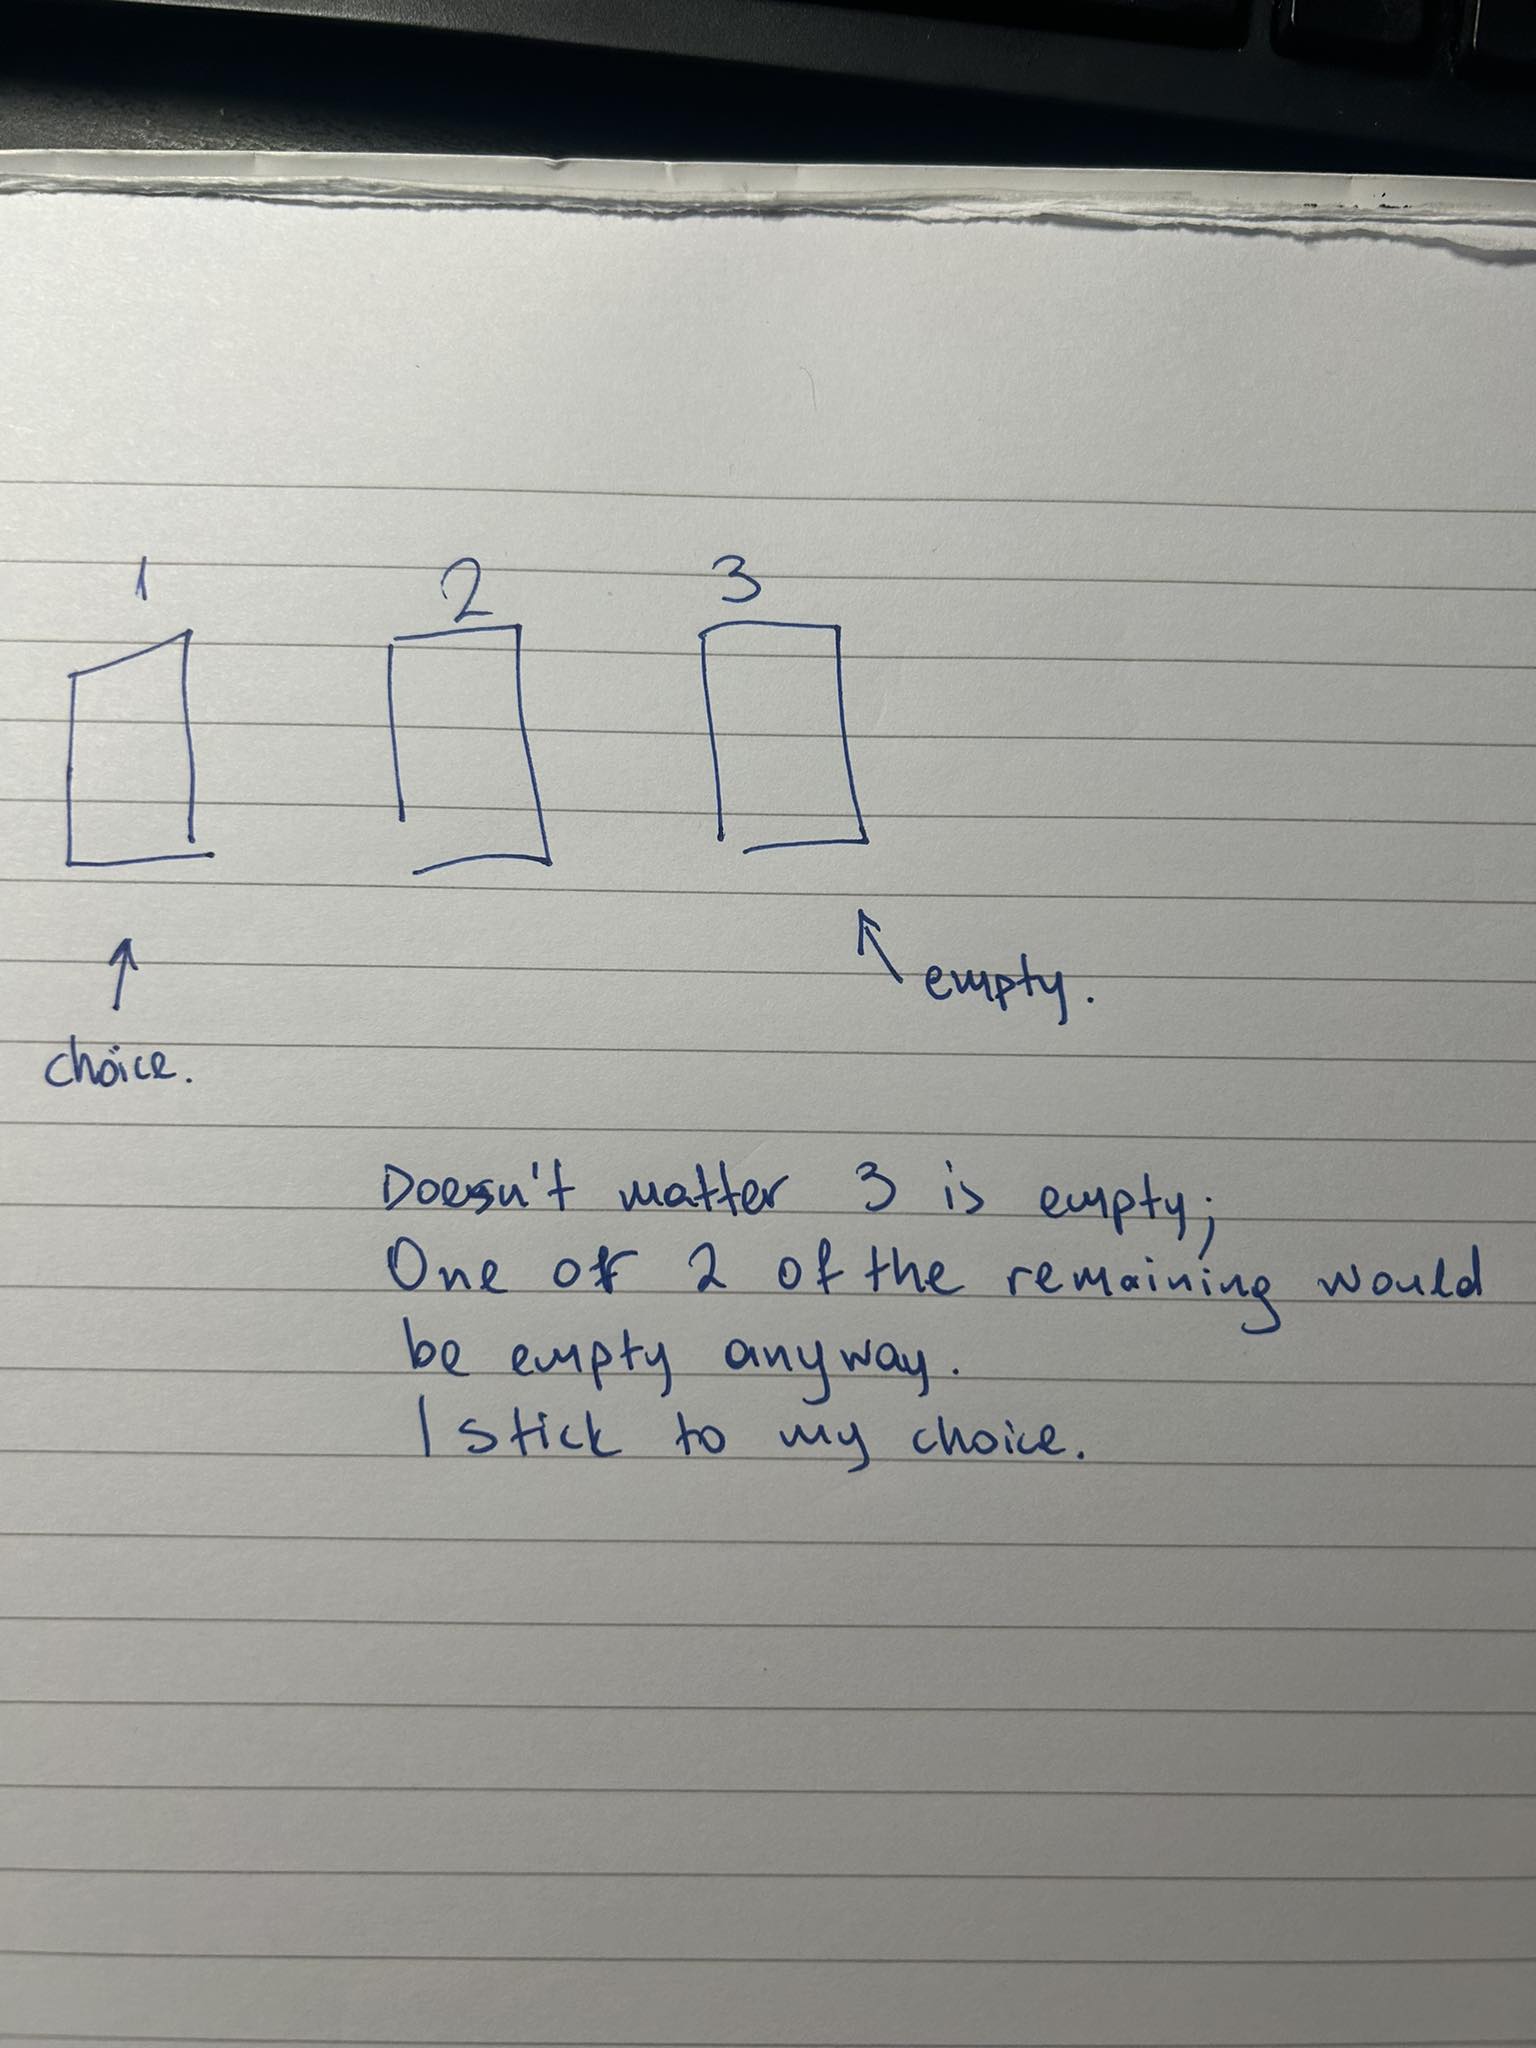 1 2 3
empty.
choice.
Doesn't matter 3 is empty;
One of 2 of the remaining would
be empty anyway.
I stick to my choice.